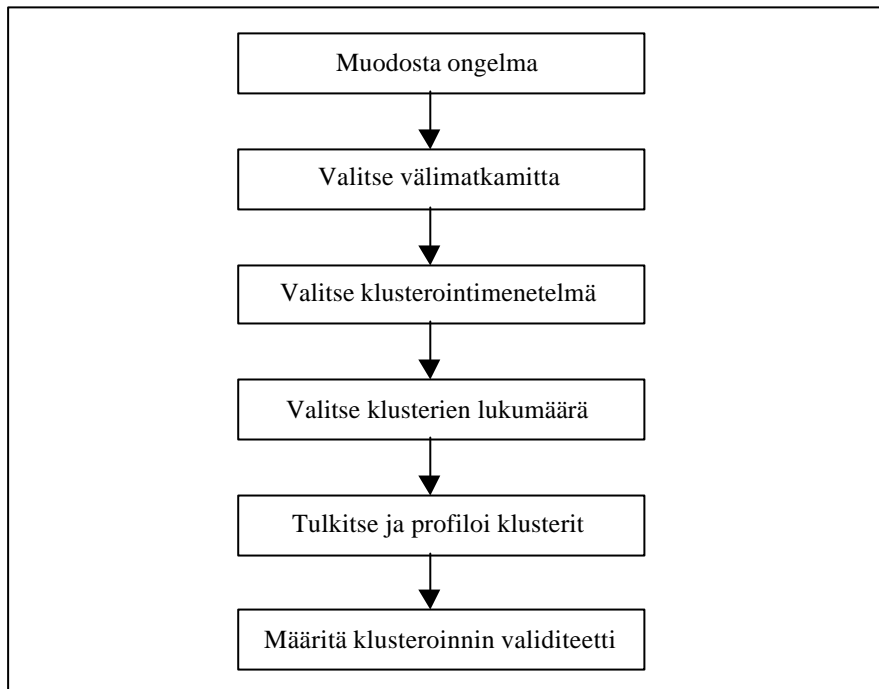 Muodosta ongelma
Valitse välimatkamitta
Valitse klusterointimenetelmä
Valitse klusterien lukumäärä
Tulkitse ja profiloi klusterit
Määritä klusteroinnin validiteetti